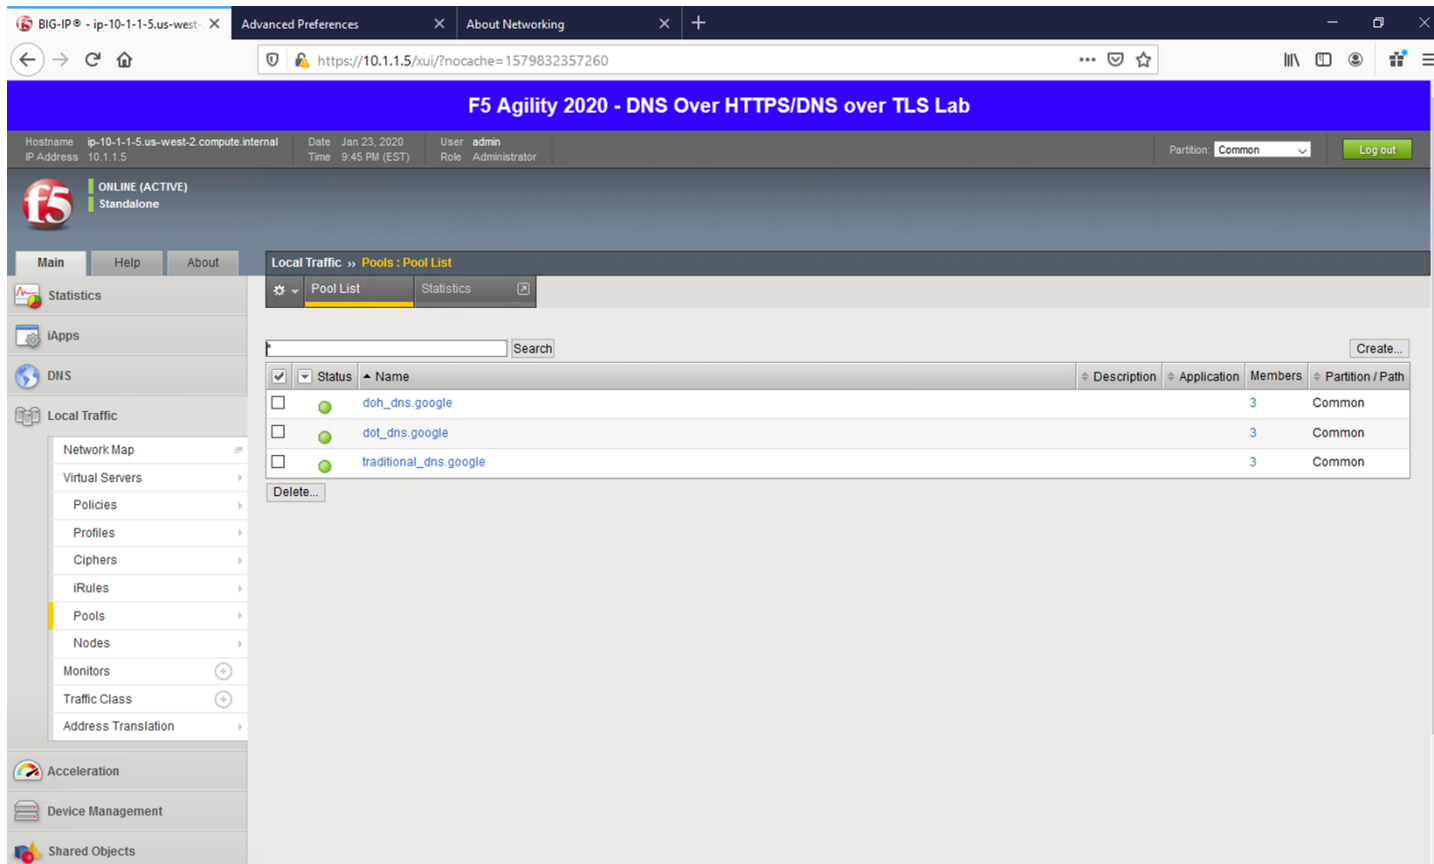 BIG-IP® - ip-10-1-1-5.us-west- Advanced Preferences About Networking
https://10.1.1.5/xui/?nocache=1579832357260
F5 Agility 2020 - DNS Over HTTPS/DNS over TLS Lab
Hostname ip-10-1-1-5.us-west-2.compute.internal Date Jan 23, 2020 User admin
IP Address 10.1.1.5 Time 9:45 PM (EST) Role Administrator
Partition: Common Log out
f5
ONLINE (ACTIVE)
Standalone
Main Help About
Local Traffic ›› Pools : Pool List
Pool List Statistics
Statistics
iApps
DNS
Local Traffic
Network Map
Virtual Servers
Policies
Profiles
Ciphers
iRules
Pools
Nodes
Monitors
Traffic Class
Address Translation
Acceleration
Device Management
Shared Objects
* Search Create...
Status Name Description Application Members Partition / Path
doh_dns.google 3 Common
dot_dns.google 3 Common
traditional_dns.google 3 Common
Delete...